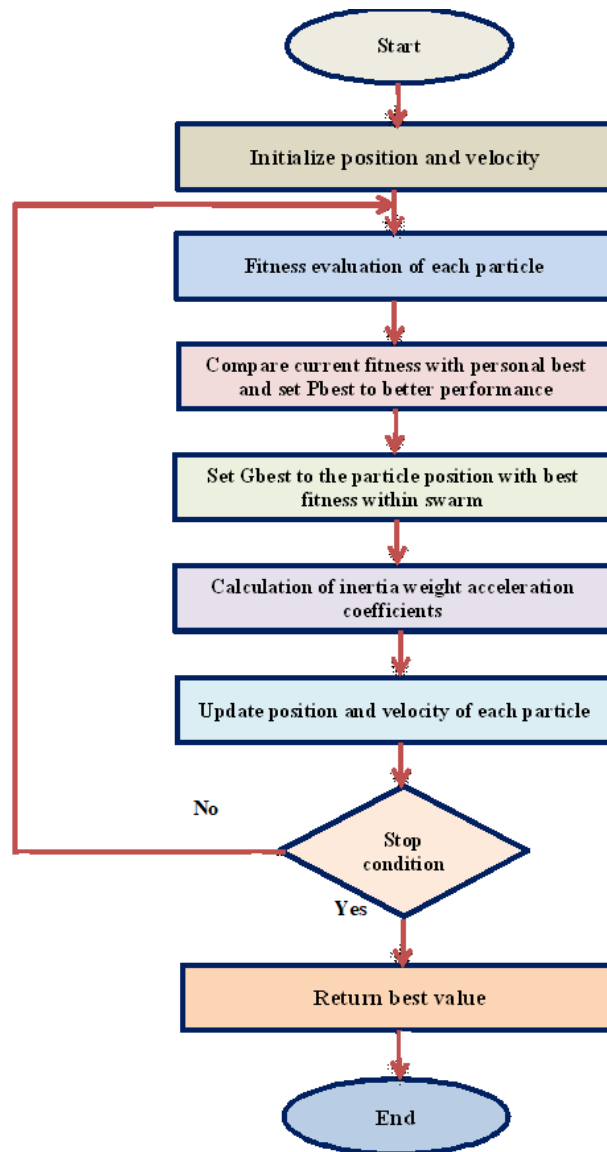 Start
Initialize position and velocity
Fitness evaluation of each particle
Compare current fitness with personal best
and set Pbest to better performance
Set Gbest to the particle position with best
fitness within swarm
Calculation of inertia weight acceleration
coefficients
Update position and velocity of each particle
No
Stop
condition
Yes
Return best value
End